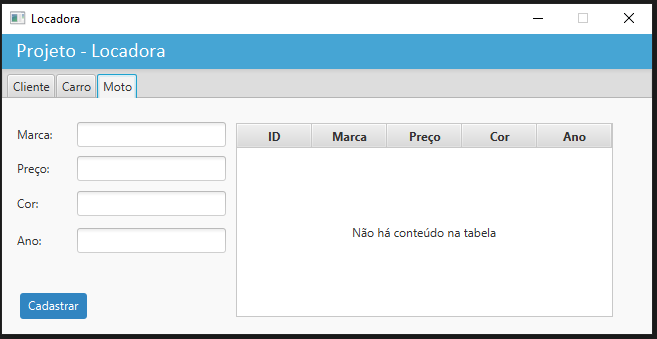 Locadora
Projeto - Locadora
Cliente Carro Moto
Marca:
Preço:
Cor:
Ano:
Cadastrar
ID Marca Preço Cor Ano
Não há conteúdo na tabela